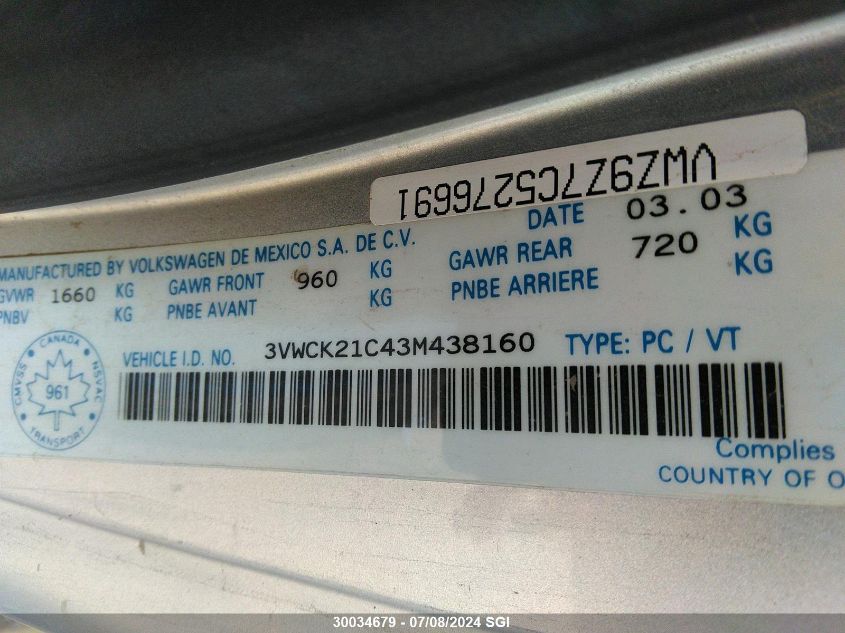 VWZ9Z7C5276691
MANUFACTURED BY VOLKSWAGEN DE MEXICO S.A. DE C.V. DATE 03.03
GVWR 1660 KG GAWR FRONT 960 KG GAWR REAR 720 KG
PNBV KG PNBE AVANT KG PNBE ARRIERE KG
VEHICLE I.D. NO. 3VWCK21C43M438160 TYPE: PC / VT
CANADA
CMVSS 961 NSVAC
TRANSPORT
Complies
COUNTRY OF O
30034679 - 07/08/2024 SGI